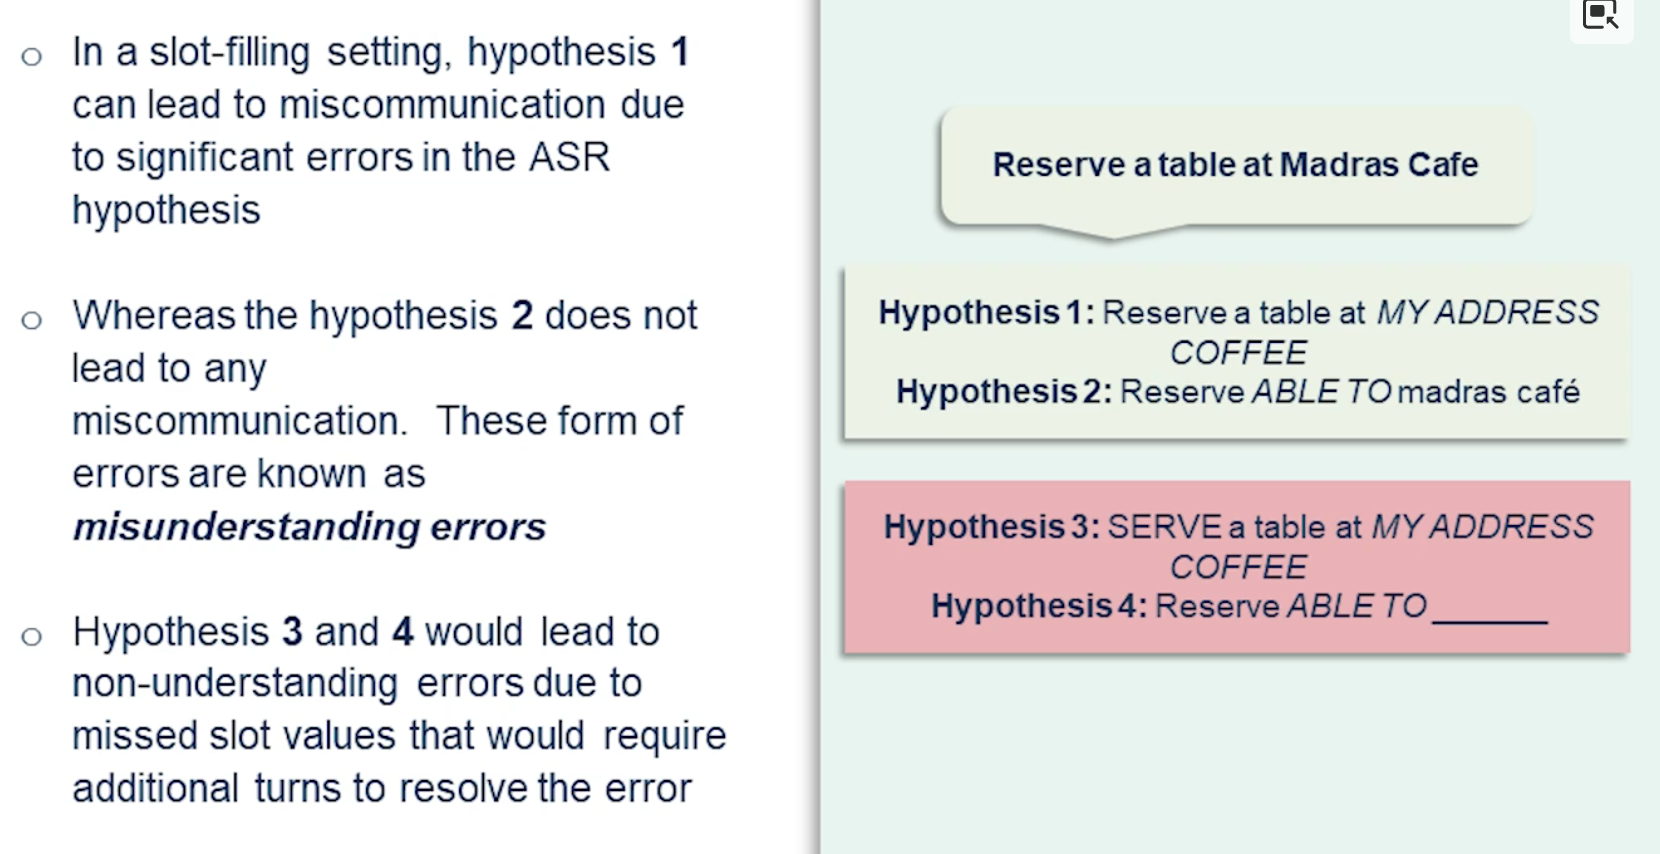 o In a slot-filling setting, hypothesis 1
can lead to miscommunication due
to significant errors in the ASR
hypothesis
o Whereas the hypothesis 2 does not
lead to any
miscommunication. These form of
errors are known as
misunderstanding errors
o Hypothesis 3 and 4 would lead to
non-understanding errors due to
missed slot values that would require
additional turns to resolve the error
Reserve a table at Madras Cafe
Hypothesis 1: Reserve a table at MY ADDRESS
COFFEE
Hypothesis 2: Reserve ABLE TO madras café
Hypothesis 3: SERVE a table at MY ADDRESS
COFFEE
Hypothesis 4: Reserve ABLE TO ______